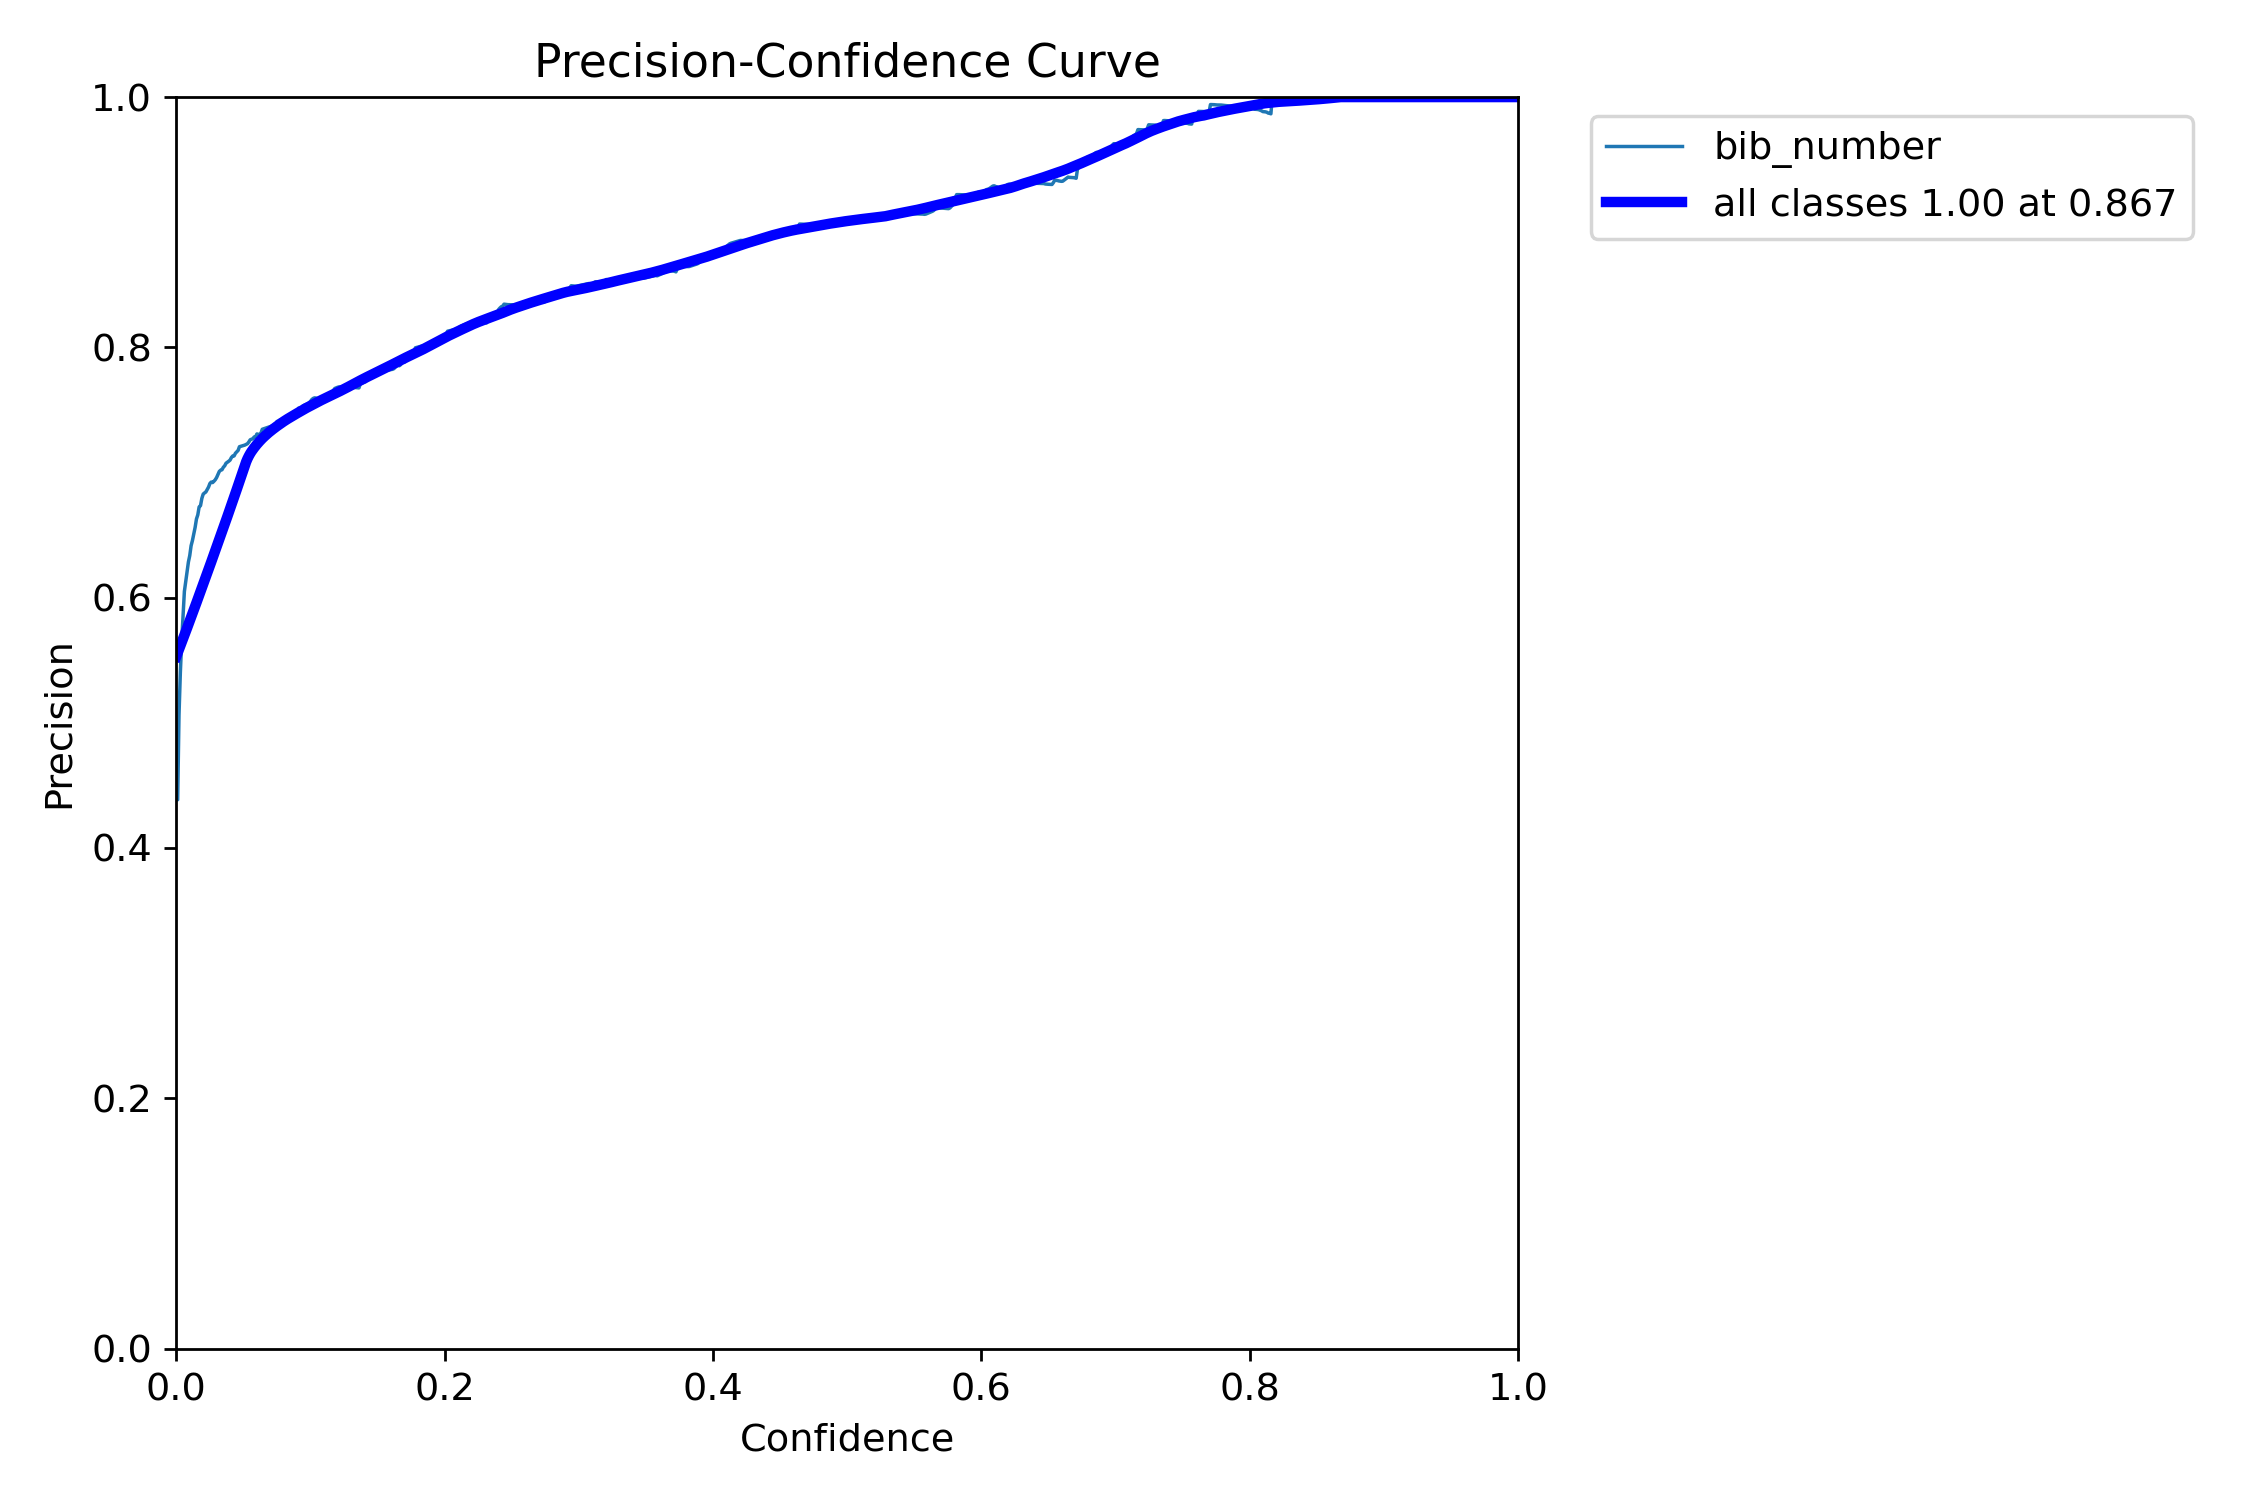 Precision-Confidence Curve
bib_number
all classes 1.00 at 0.867
1.0
0.8
0.6
0.4
0.2
0.0
Precision
0.0 0.2 0.4 0.6 0.8 1.0
Confidence